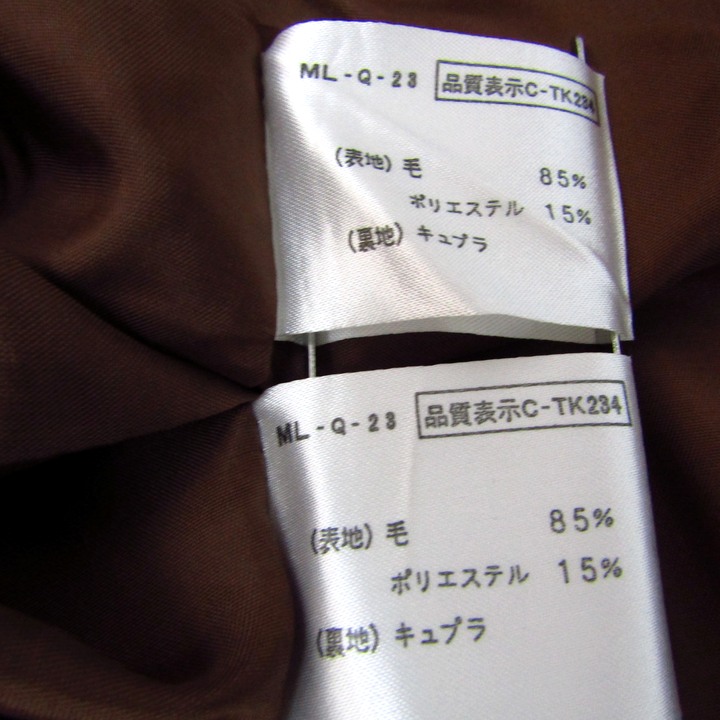 ML-Q-23 品質表示C-TK234
(表地) 毛 85%
ポリエステル 15%
(裏地) キュプラ
ML-Q-23 品質表示C-TK234
(表地) 毛 85%
ポリエステル 15%
(裏地) キュプラ